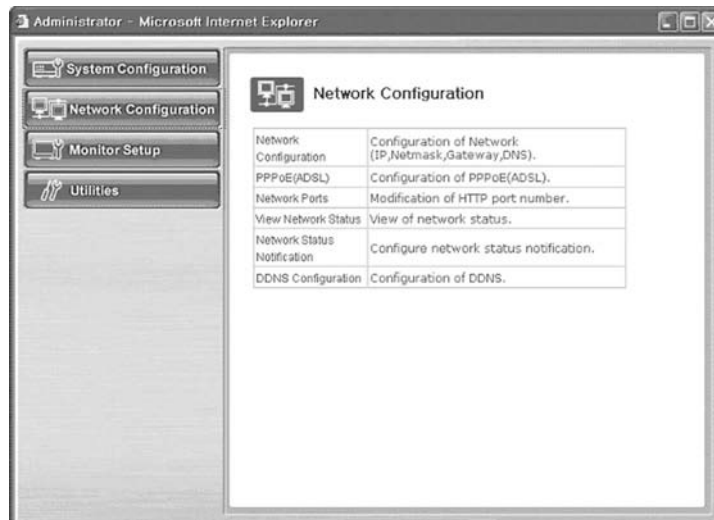 Administrator - Microsoft Internet Explorer
System Configuration
Network Configuration
Monitor Setup
Utilities
Network Configuration
Network Configuration
Configuration of Network (IP,Netmask,Gateway,DNS).
PPPoE(ADSL)
Configuration of PPPoE(ADSL).
Network Ports
Modification of HTTP port number.
View Network Status
View of network status.
Network Status Notification
Configure network status notification.
DDNS Configuration
Configuration of DDNS.